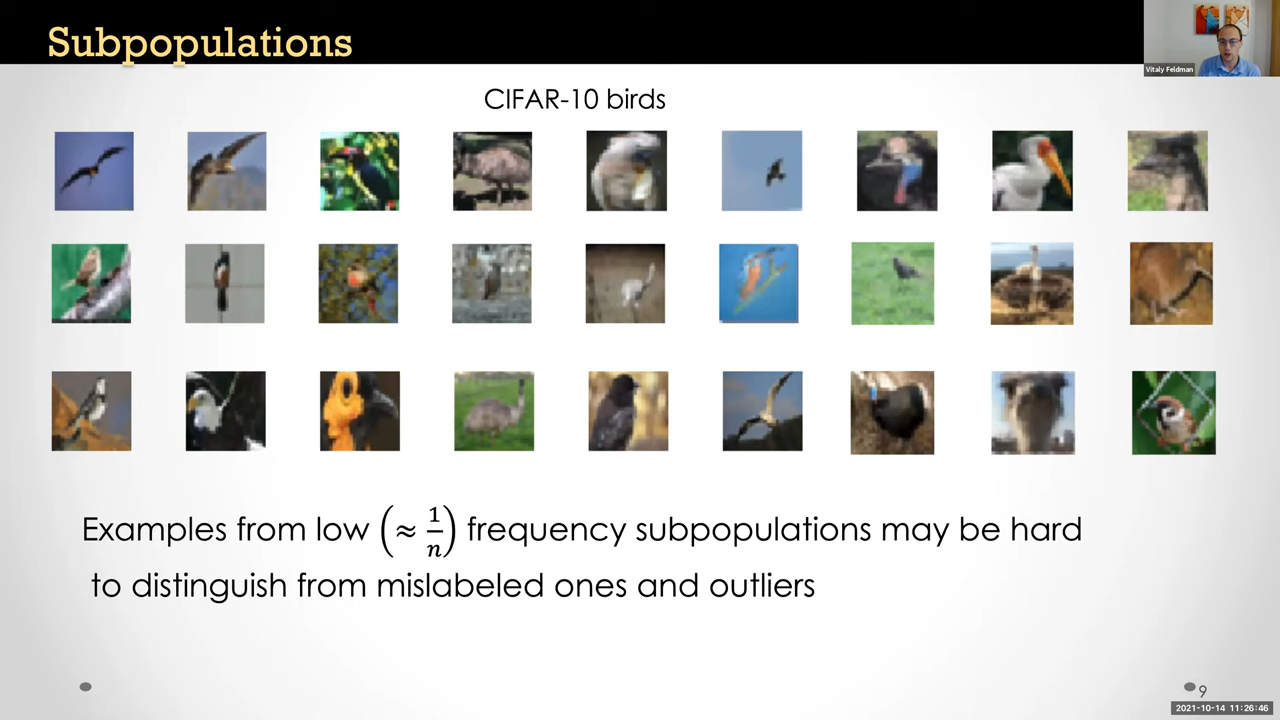 Subpopulations
Vitaly Feldman
CIFAR-10 birds
Examples from low (≈ 1/n) frequency subpopulations may be hard
to distinguish from mislabeled ones and outliers
9
2021-10-14 11:26:46